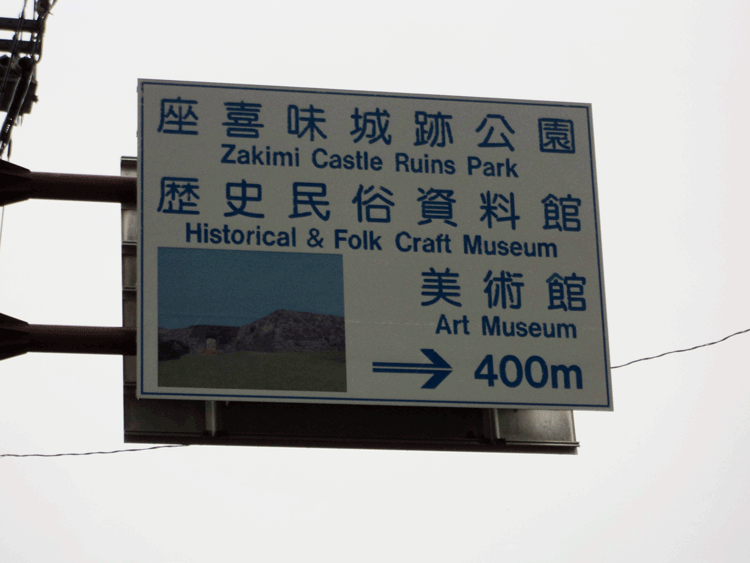 座喜味城跡公園
Zakimi Castle Ruins Park
歴史民俗資料館
Historical & Folk Craft Museum
美術館
Art Museum
400m